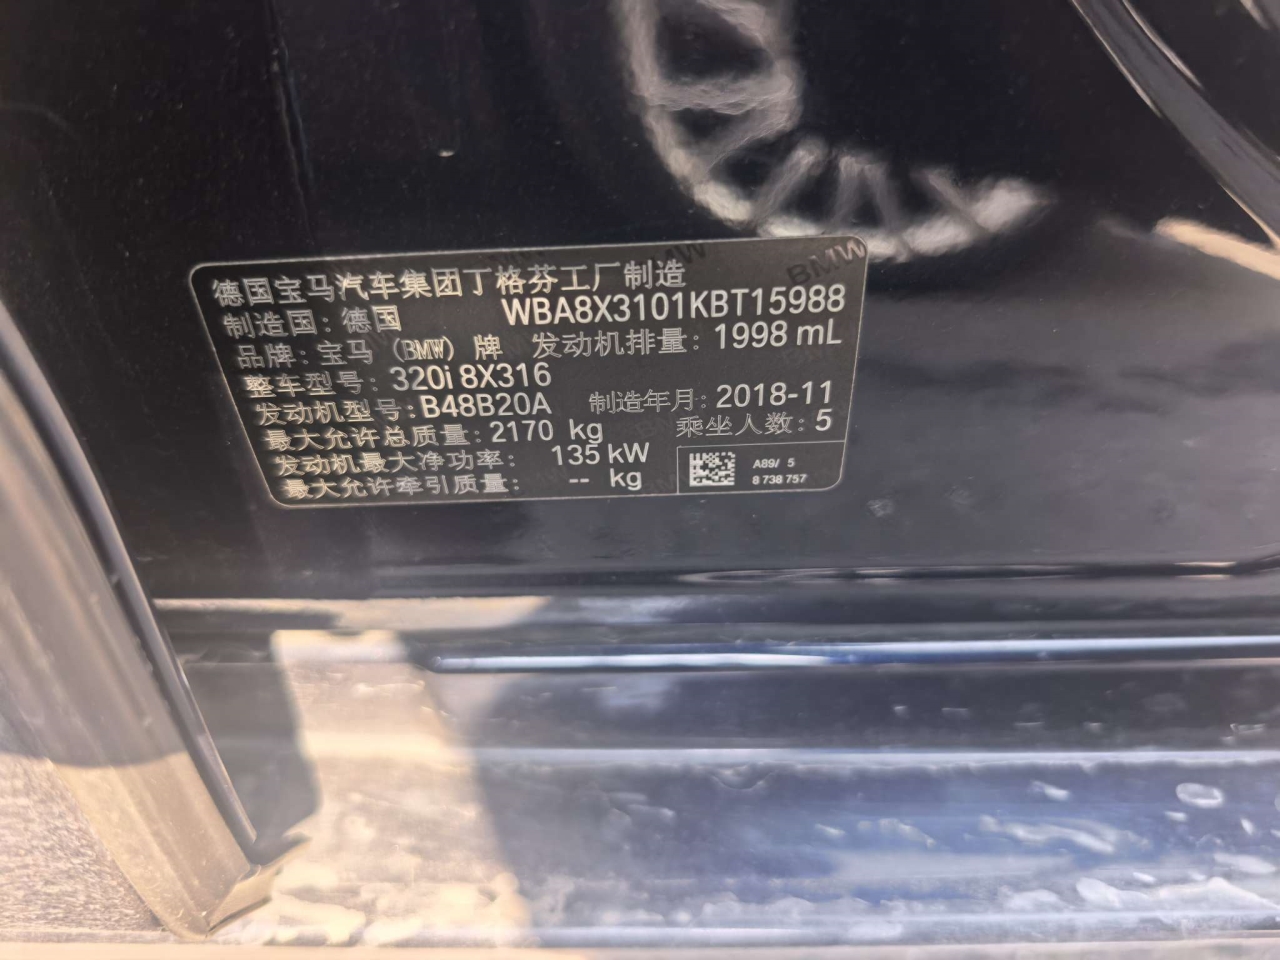 德国宝马汽车集团丁格芬工厂制造
制造国：德国 WBA8X3101KBT15988
品牌：宝马（BMW）牌 发动机排量：1998 mL
整车型号：320i 8X316
发动机型号：B48B20A 制造年月：2018-11
最大允许总质量：2170 kg 乘坐人数：5
发动机最大净功率： 135 kW
最大允许牵引质量： -- kg
A89/ 5
8 738 757
BMW
BMW